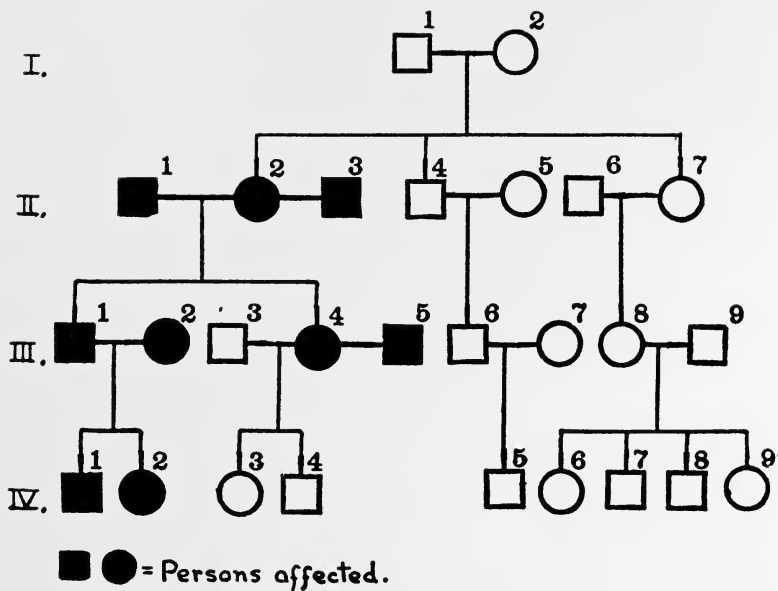 1 2
I.
1 2 3 4 5 6 7
II.
1 2 3 4 5 6 7 8 9
III.
1 2 3 4 5 6 7 8 9
IV.
= Persons affected.